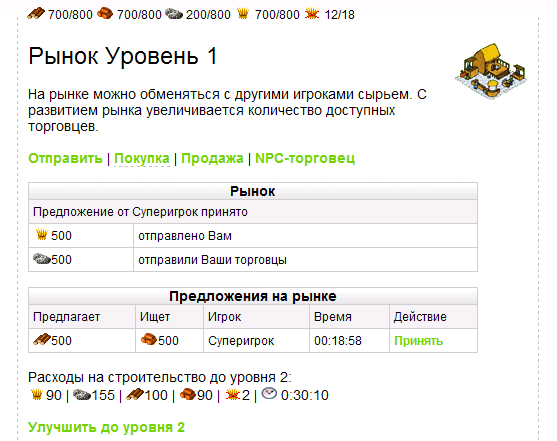 700/800 700/800 200/800 700/800 12/18
Рынок Уровень 1
На рынке можно обменяться с другими игроками сырьем. С
развитием рынка увеличивается количество доступных
торговцев.
Отправить | Покупка | Продажа | NPC-торговец
Рынок
Предложение от Суперигрок принято
500 отправлено Вам
500 отправили Ваши торговцы
Предложения на рынке
Предлагает Ищет Игрок Время Действие
500 500 Суперигрок 00:18:58 Принять
Расходы на строительство до уровня 2:
90 | 155 | 100 | 90 | 2 | 0:30:10
Улучшить до уровня 2